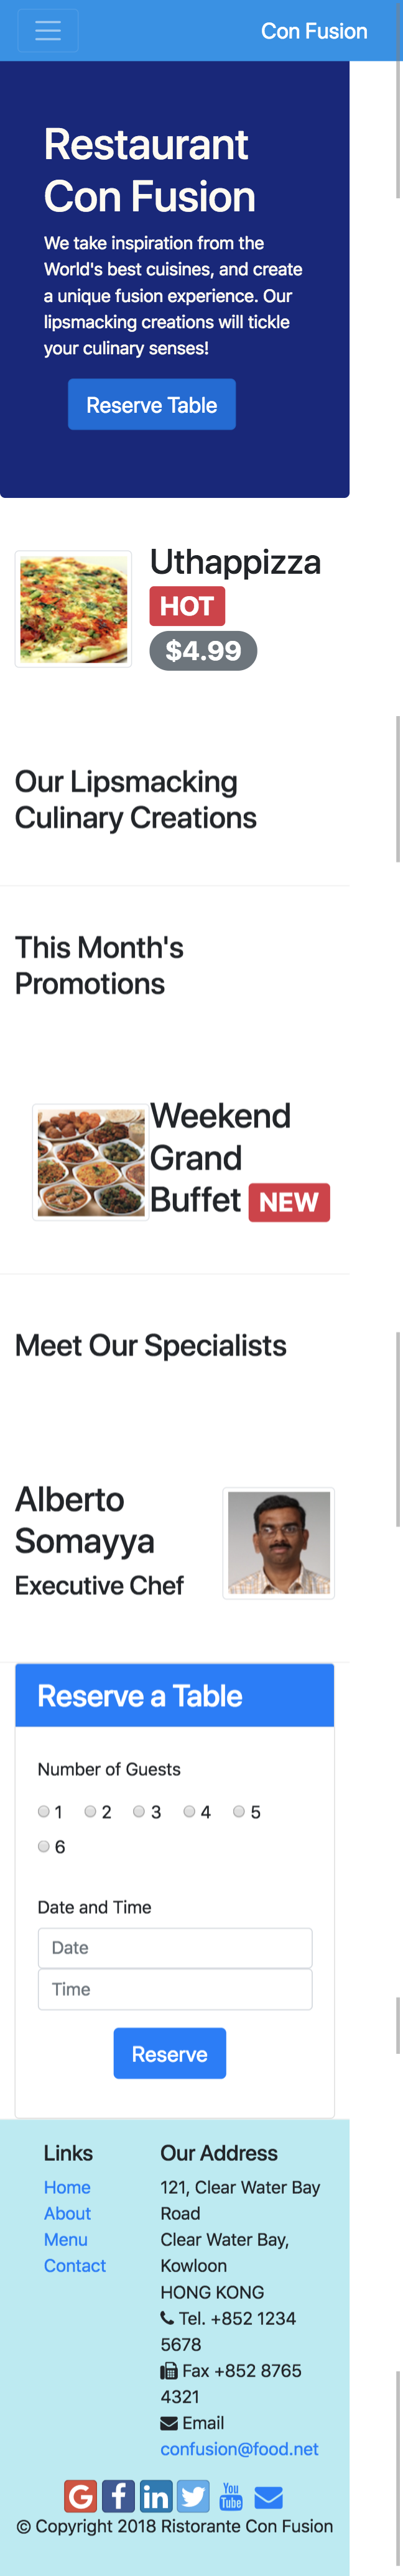 Con Fusion
Restaurant
Con Fusion
We take inspiration from the
World's best cuisines, and create
a unique fusion experience. Our
lipsmacking creations will tickle
your culinary senses!
Reserve Table
Uthappizza
HOT
$4.99
Our Lipsmacking
Culinary Creations
This Month's
Promotions
Weekend
Grand
Buffet NEW
Meet Our Specialists
Alberto
Somayya
Executive Chef
Reserve a Table
Number of Guests
1 2 3 4 5
6
Date and Time
Date
Time
Reserve
Links
Home
About
Menu
Contact
Our Address
121, Clear Water Bay
Road
Clear Water Bay,
Kowloon
HONG KONG
Tel. +852 1234
5678
Fax +852 8765
4321
Email
confusion@food.net
G f in You Tube
© Copyright 2018 Ristorante Con Fusion